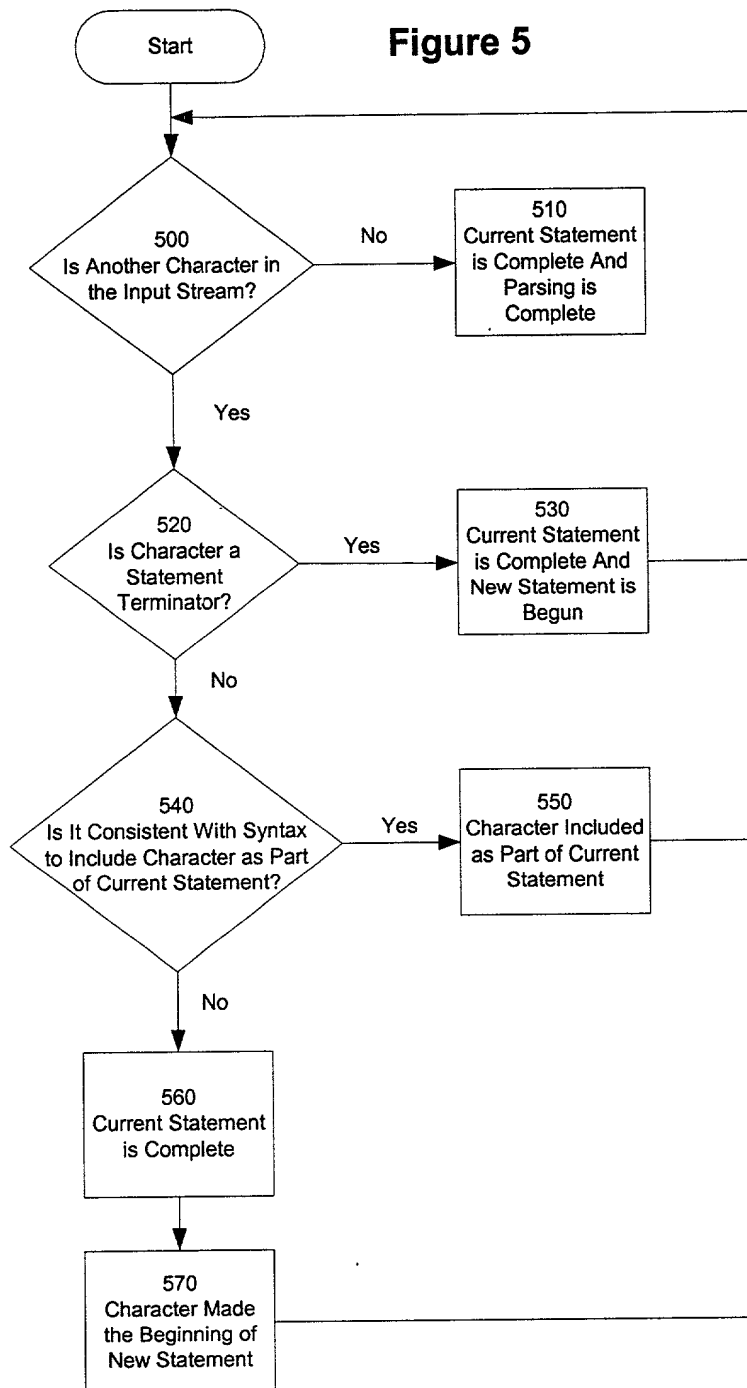 Start
Figure 5
500
Is Another Character in
the Input Stream?
No
510
Current Statement
is Complete And
Parsing is
Complete
Yes
520
Is Character a
Statement
Terminator?
Yes
530
Current Statement
is Complete And
New Statement is
Begun
No
540
Is It Consistent With Syntax
to Include Character as Part
of Current Statement?
Yes
550
Character Included
as Part of Current
Statement
No
560
Current Statement
is Complete
570
Character Made
the Beginning of
New Statement